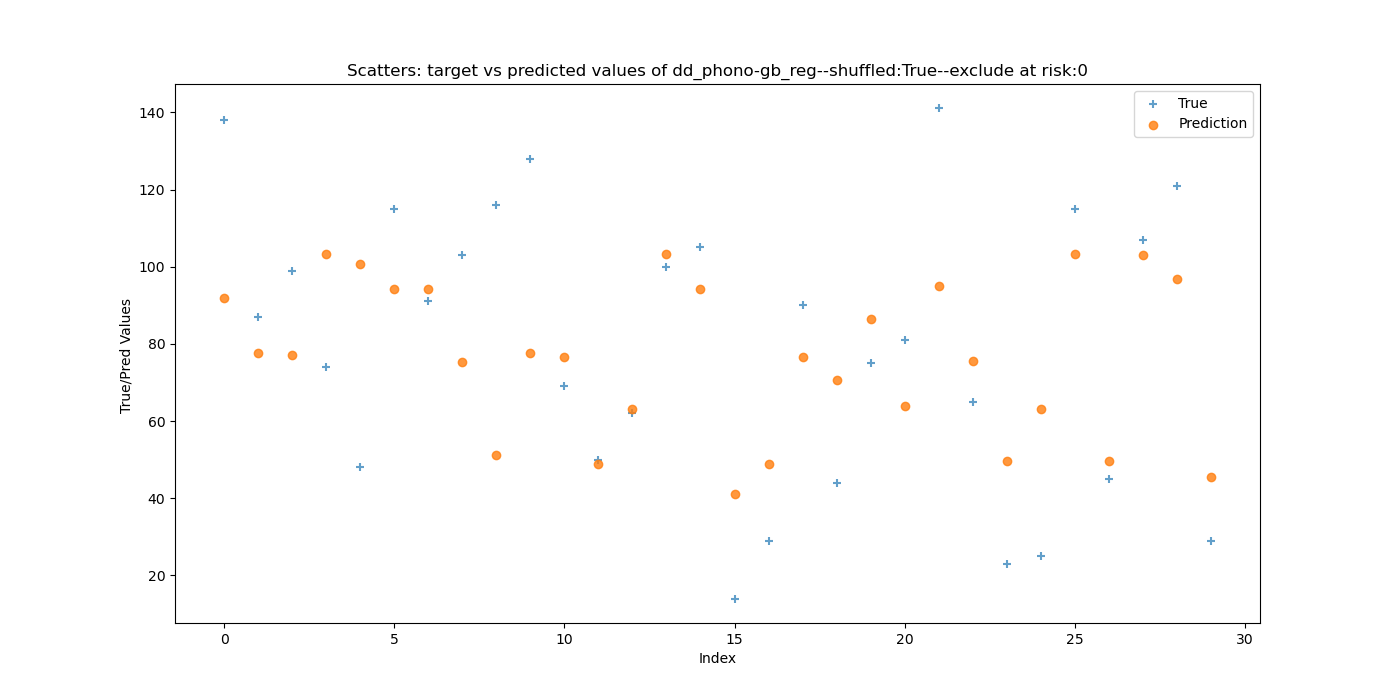 Scatters: target vs predicted values of dd_phono-gb_reg--shuffled:True--exclude at risk:0
True
Prediction
140
120
100
80
60
40
20
True/Pred Values
0 5 10 15 20 25 30
Index